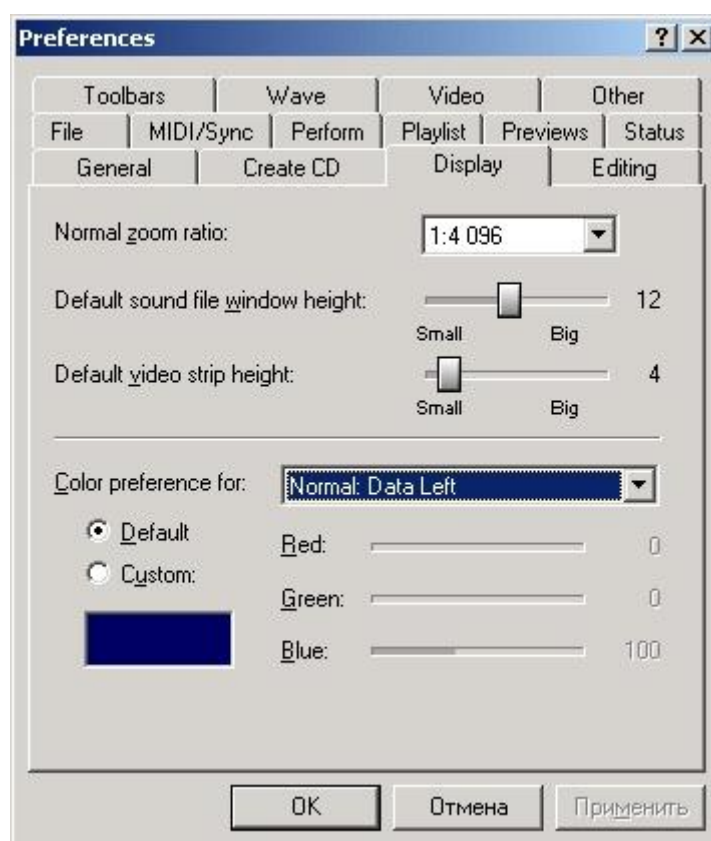 Preferences
Toolbars Wave Video Other
File MIDI/Sync Perform Playlist Previews Status
General Create CD Display Editing
Normal zoom ratio: 1:4 096
Default sound file window height: 12
Small Big
Default video strip height: 4
Small Big
Color preference for: Normal: Data Left
Default
Red: 0
Custom:
Green: 0
Blue: 100
OK Отмена Применить